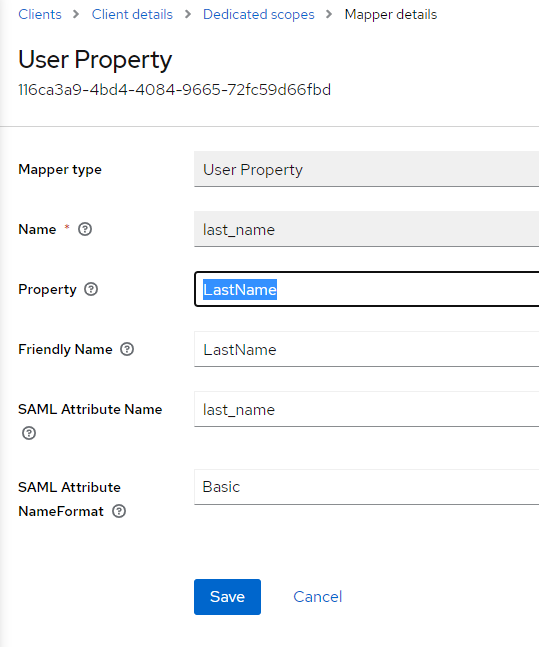 Clients > Client details > Dedicated scopes > Mapper details
User Property
116ca3a9-4bd4-4084-9665-72fc59d66fbd
Mapper type User Property
Name * last_name
Property LastName
Friendly Name LastName
SAML Attribute Name last_name
SAML Attribute Basic
NameFormat
Save Cancel